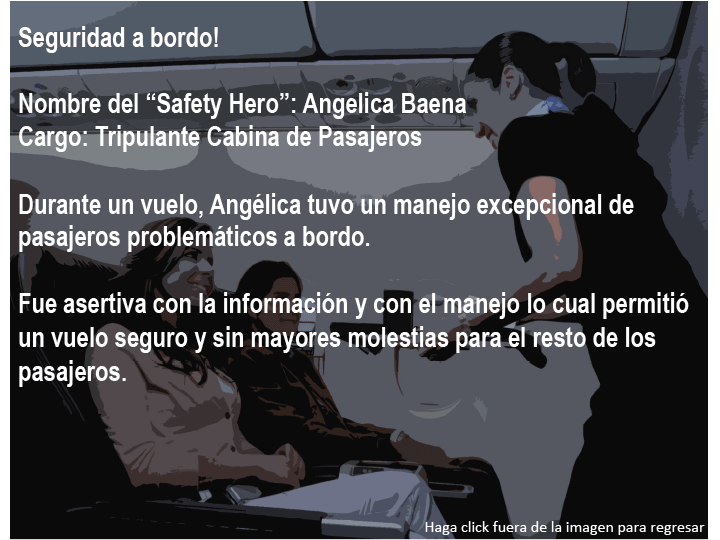 Seguridad a bordo!
Nombre del “Safety Hero”: Angelica Baena
Cargo: Tripulante Cabina de Pasajeros
Durante un vuelo, Angélica tuvo un manejo excepcional de
pasajeros problemáticos a bordo.
Fue asertiva con la información y con el manejo lo cual permitió
un vuelo seguro y sin mayores molestias para el resto de los
pasajeros.
Haga click fuera de la imagen para regresar